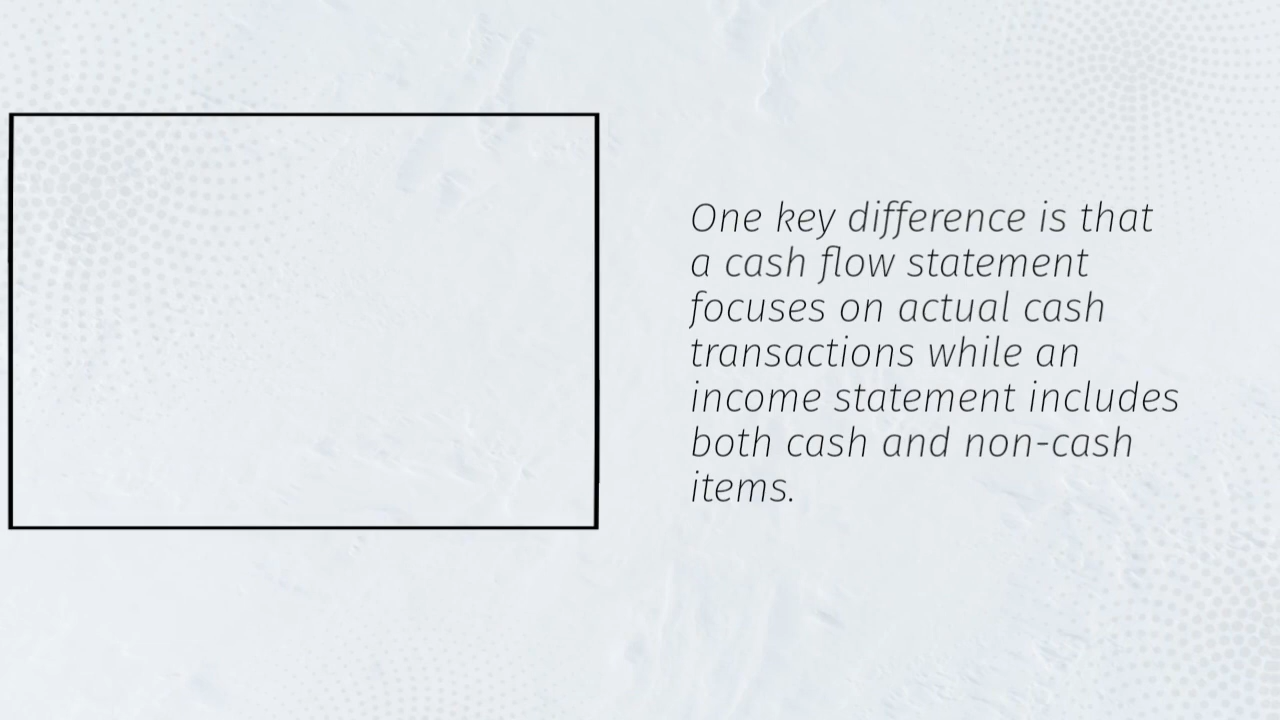 One key difference is that
a cash flow statement
focuses on actual cash
transactions while an
income statement includes
both cash and non-cash
items.